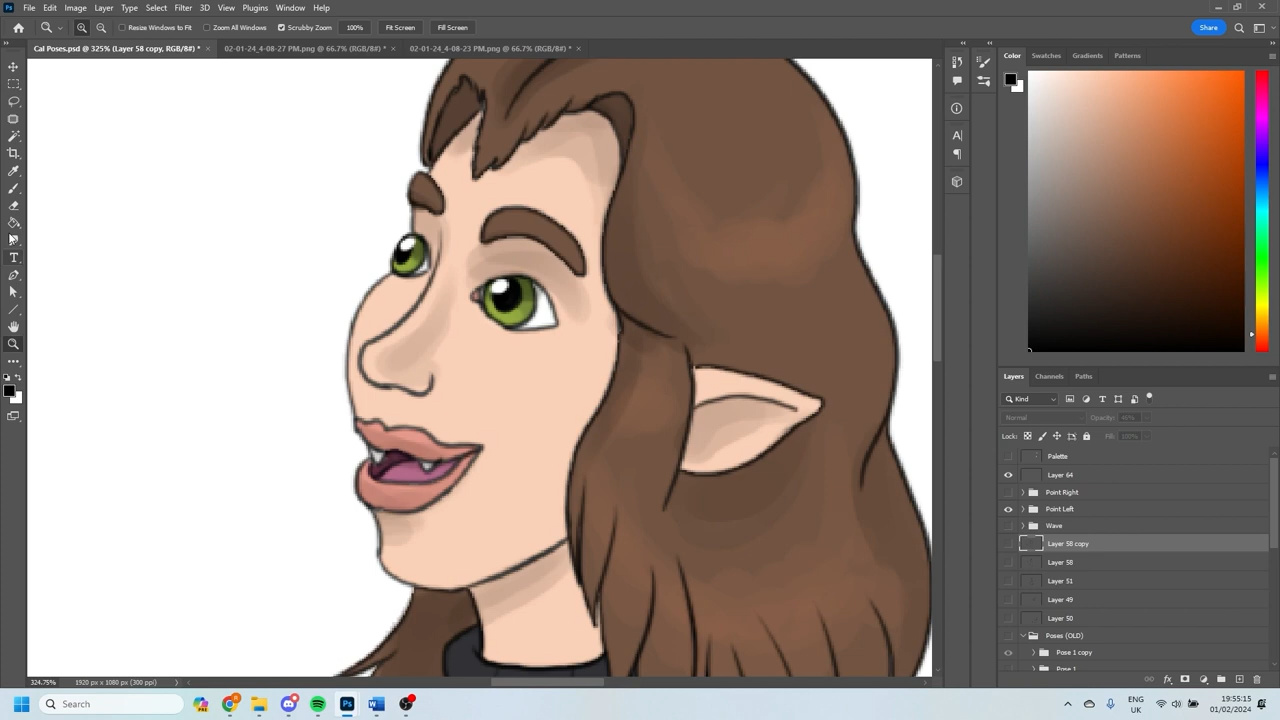 Ps File Edit Image Layer Type Select Filter 3D View Plugins Window Help
Resize Windows to Fit Zoom All Windows Scrubby Zoom 100% Fit Screen Fill Screen Share
Cal Poses.psd @ 325% (Layer 58 copy, RGB/8#) * × 02-01-24_4-08-27 PM.png @ 66.7% (RGB/8#) * × 02-01-24_4-08-23 PM.png @ 66.7% (RGB/8#) * ×
Color Swatches Gradients Patterns
Layers Channels Paths
Kind
Normal Opacity: 46%
Lock: Fill: 100%
Palette
Layer 64
Point Right
Point Left
Wave
Layer 58 copy
Layer 58
Layer 51
Layer 49
Layer 50
Poses (OLD)
Pose 1 copy
Pose 1
324.75% 1920 px x 1080 px (300 ppi)
Search
ENG
UK
19:55:15
01/02/2024